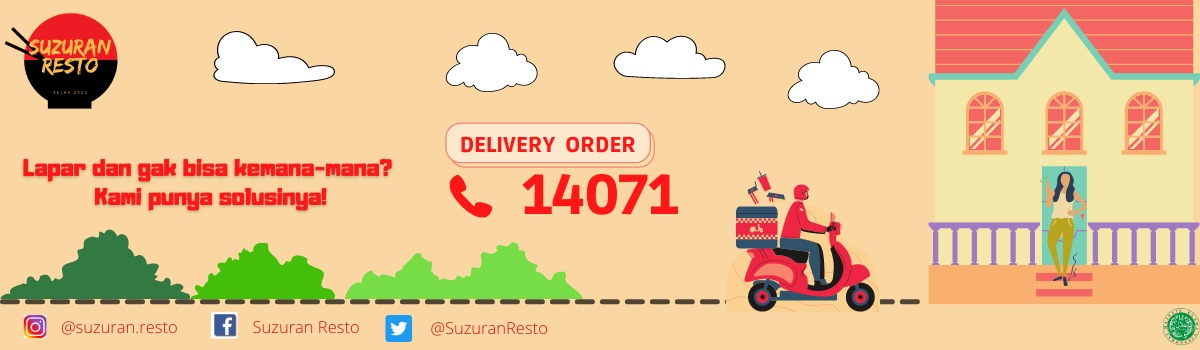 SUZURAN
RESTO
SEJAK 2021
Lapar dan gak bisa kemana-mana?
Kami punya solusinya!
DELIVERY ORDER
14071
@suzuran.resto
Suzuran Resto
@SuzuranResto